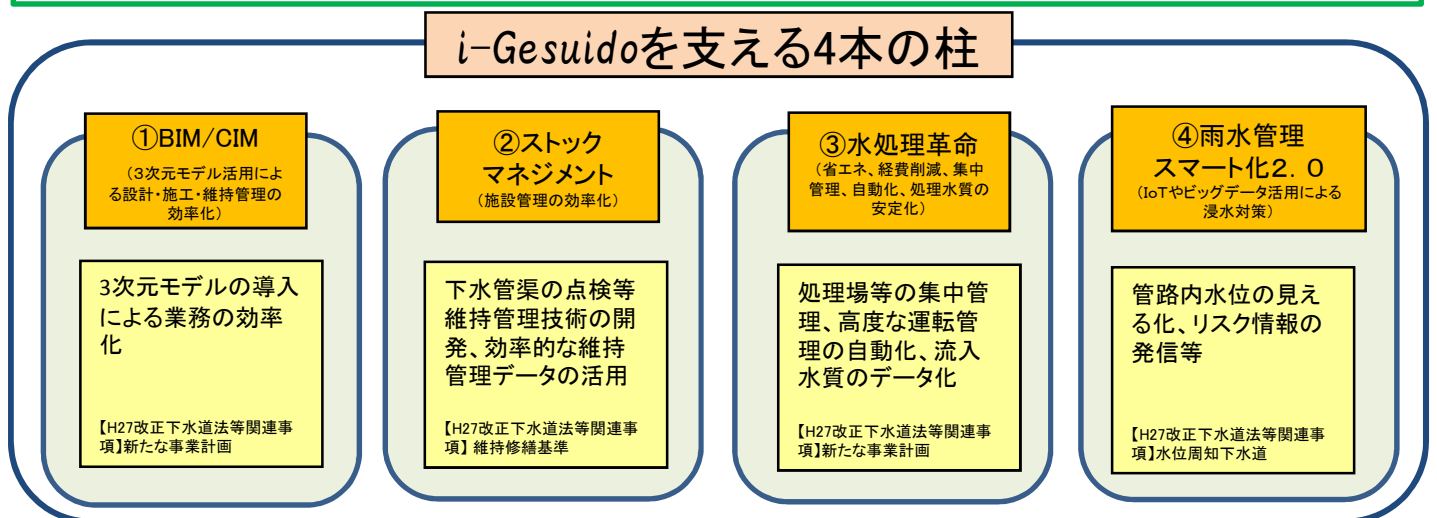 i-Gesuidoを支える4本の柱
①BIM/CIM
(3次元モデル活用によ
る設計・施工・維持管理の
効率化)
3次元モデルの導入
による業務の効率
化
【H27改正下水道法等関連事
項】新たな事業計画
②ストック
マネジメント
(施設管理の効率化)
下水管渠の点検等
維持管理技術の開
発、効率的な維持
管理データの活用
【H27改正下水道法等関連事
項】 維持修繕基準
③水処理革命
(省エネ、経費削減、集中
管理、自動化、処理水質の
安定化)
処理場等の集中管
理、高度な運転管
理の自動化、流入
水質のデータ化
【H27改正下水道法等関連事
項】新たな事業計画
④雨水管理
スマート化2.0
(IoTやビッグデータ活用による
浸水対策)
管路内水位の見え
る化、リスク情報の
発信等
【H27改正下水道法等関連事
項】水位周知下水道